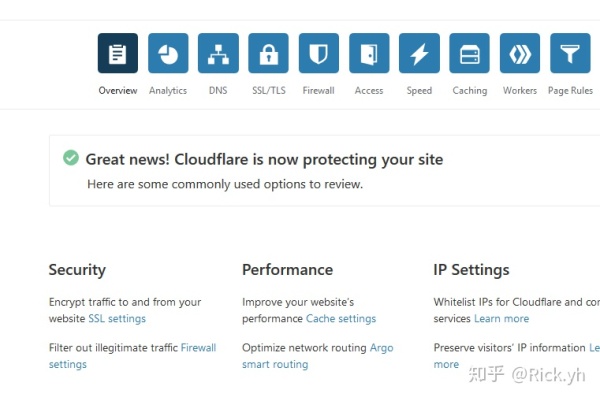 Overview Analytics DNS SSL/TLS Firewall Access Speed Caching Workers Page Rules
Great news! Cloudflare is now protecting your site
Here are some commonly used options to review.
Security
Encrypt traffic to and from your
website SSL settings
Filter out illegitimate traffic Firewall
settings
Performance
Improve your website's
performance Cache settings
Optimize network routing Argo
smart routing
IP Settings
Whitelist IPs for Cloudflare and
services Learn more
Preserve visitors' IP information
more
知乎 @Rick.yh